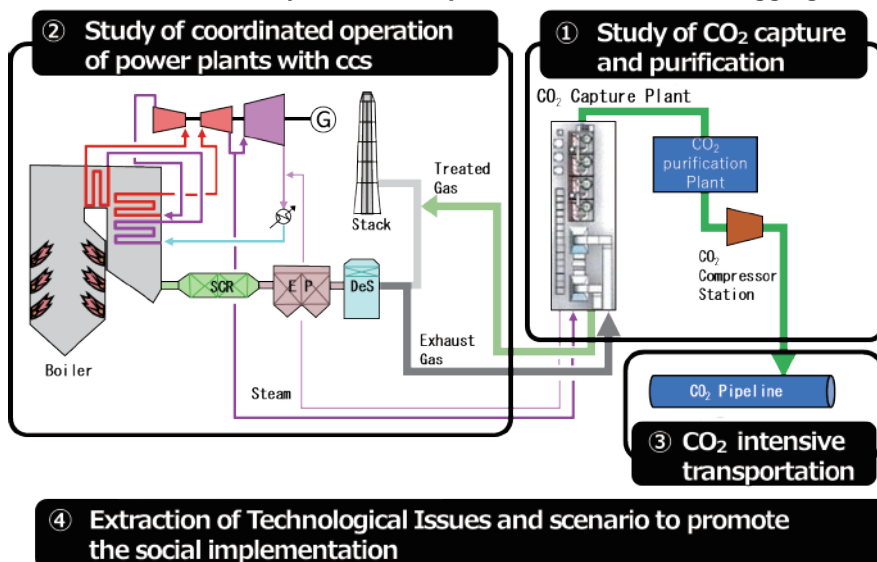 ② Study of coordinated operation
of power plants with ccs
① Study of CO₂ capture
and purification
CO₂ Capture Plant
G
CO₂
purification
Plant
Treated
Gas
Stack
CO₂
Compressor
Station
SCR
E P
DeS
Exhaust
Gas
Boiler
Steam
CO₂ Pipeline
③ CO₂ intensive
transportation
④ Extraction of Technological Issues and scenario to promote
the social implementation